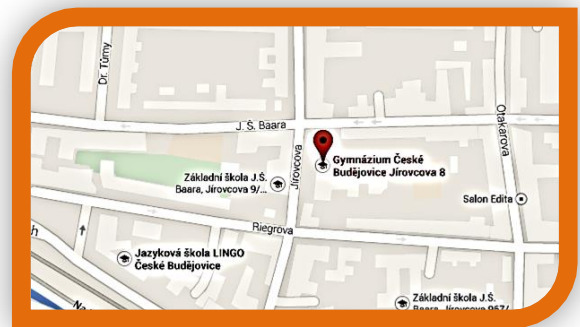 Dr. Tůmy
J. Š. Baara
Otakarova
Jírovcova
Gymnázium České
Budějovice Jírovcova 8
Základní škola J.Š.
Baara, Jírovcova 9/...
Salon Edita
Riegrova
Jazyková škola LINGO
České Budějovice
Základní škola J.Š.
Baara, Jírovcova 957/